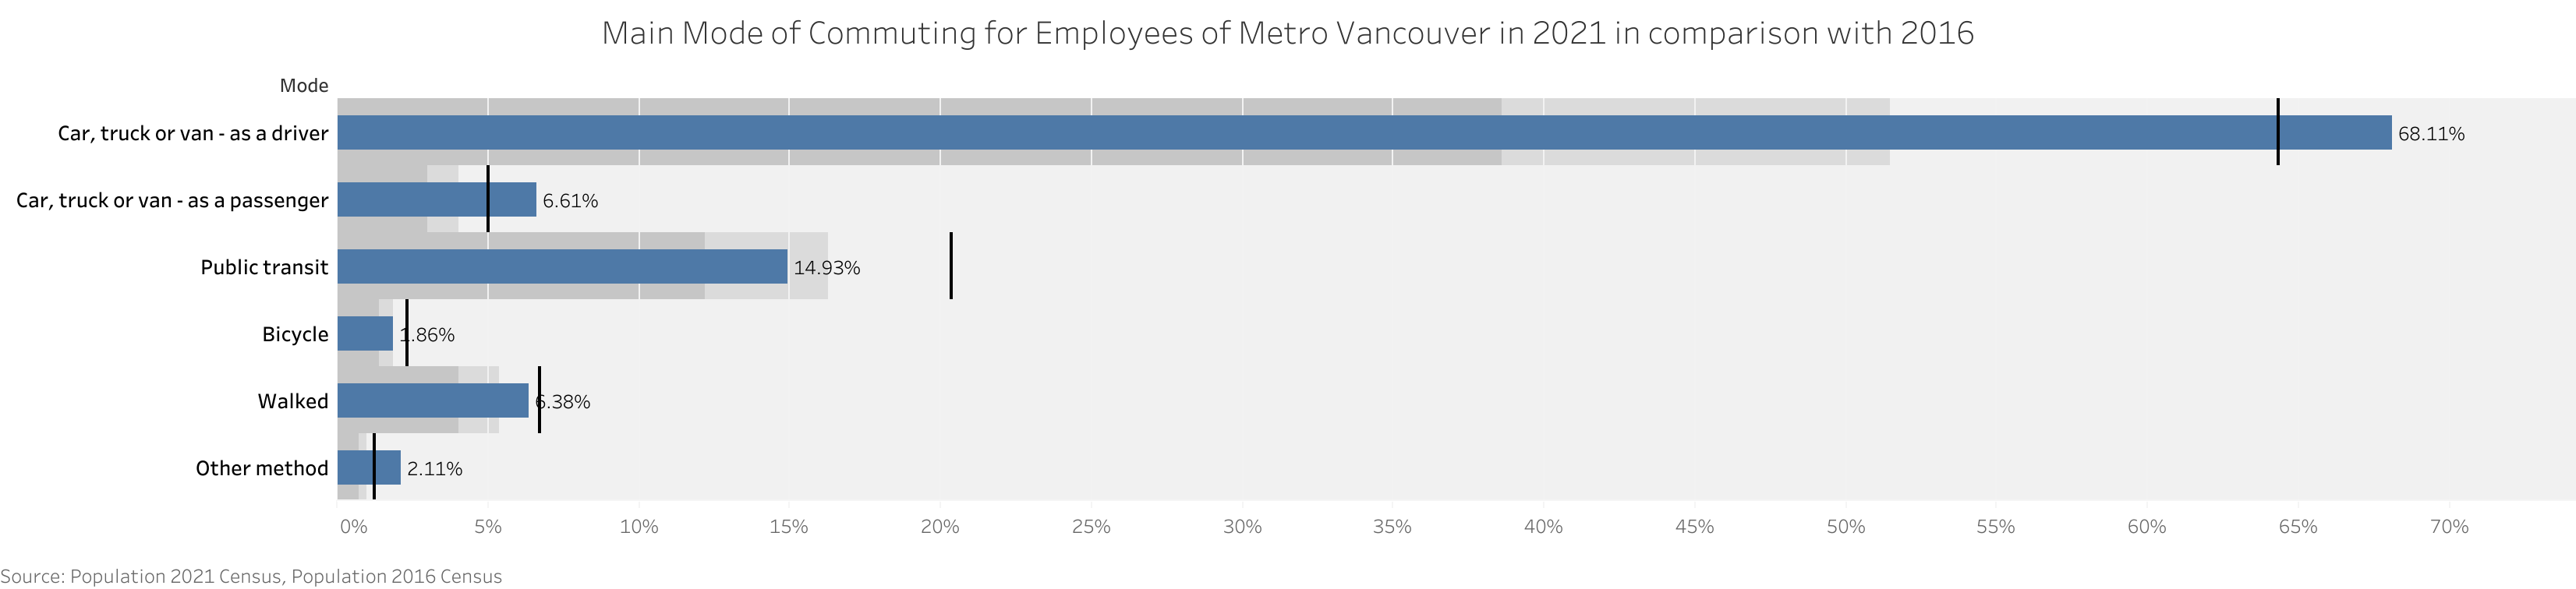 Main Mode of Commuting for Employees of Metro Vancouver in 2021 in comparison with 2016
Mode
Car, truck or van - as a driver 68.11%
Car, truck or van - as a passenger 6.61%
Public transit 14.93%
Bicycle 1.86%
Walked 6.38%
Other method 2.11%
0% 5% 10% 15% 20% 25% 30% 35% 40% 45% 50% 55% 60% 65% 70%
Source: Population 2021 Census, Population 2016 Census